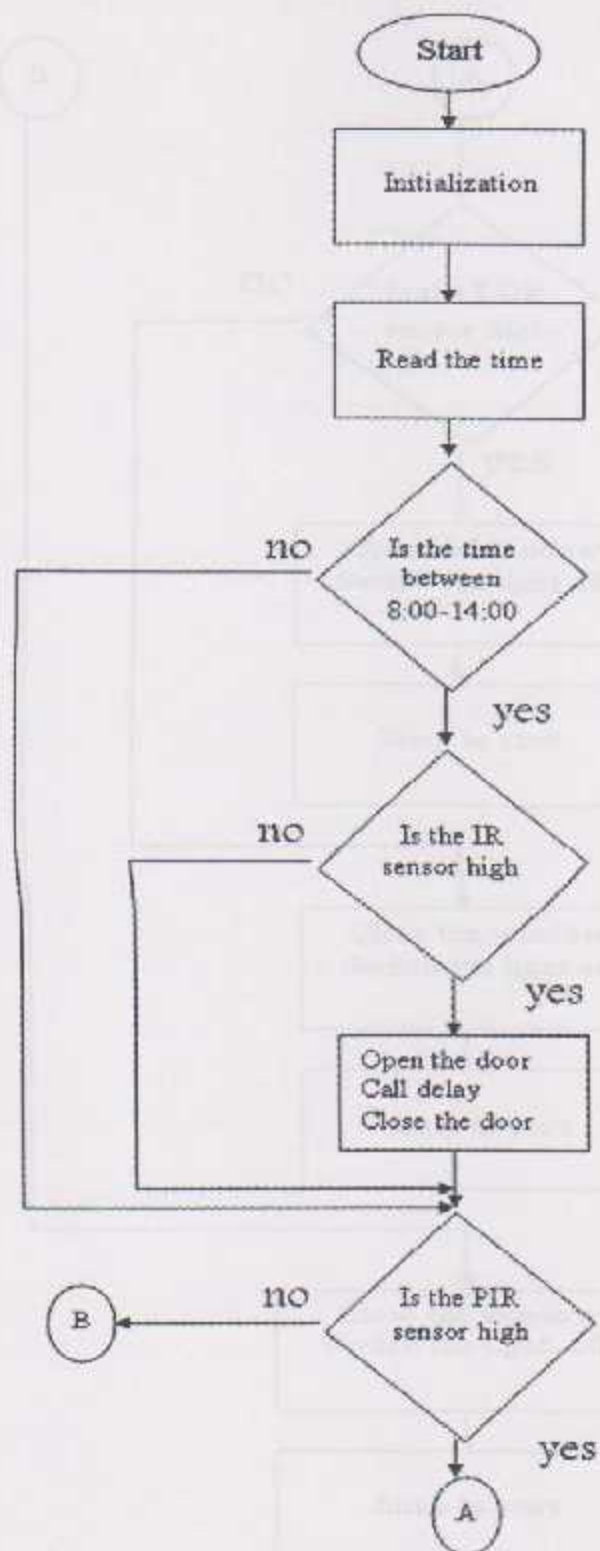 Start
Initialization
Read the time
no
Is the time
between
8:00-14:00
yes
no
Is the IR
sensor high
yes
Open the door
Call delay
Close the door
no
Is the PIR
sensor high
B
yes
A